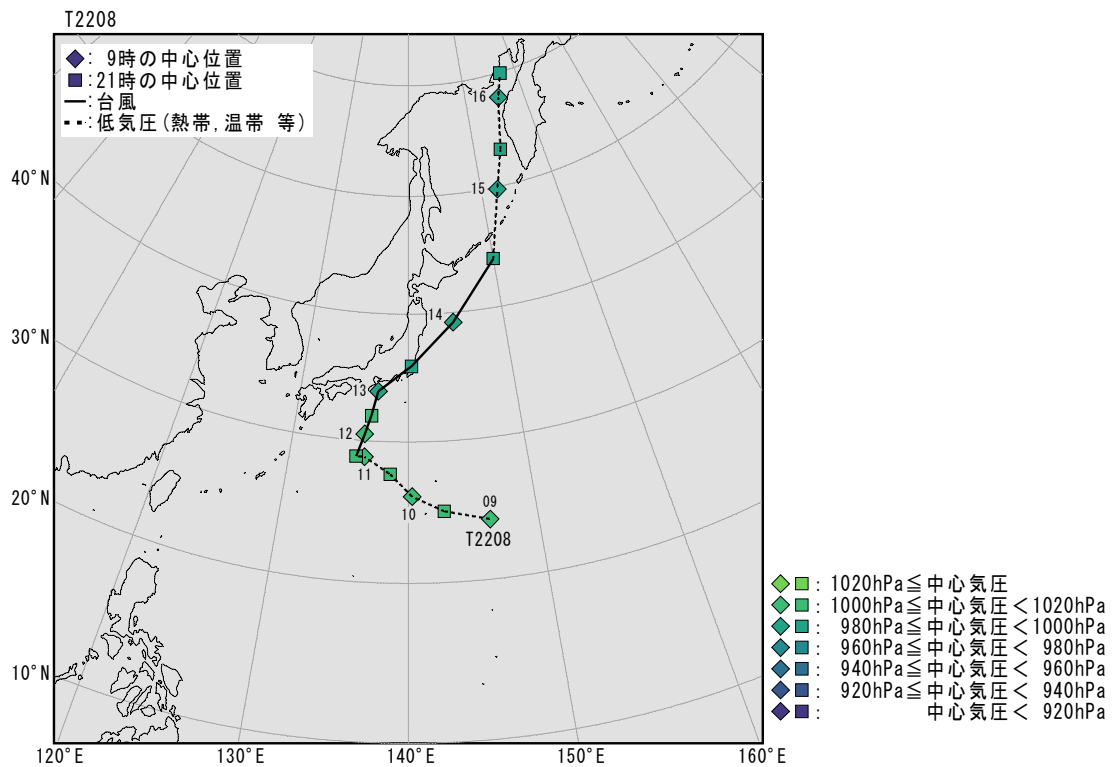 T2208
◆: 9時の中心位置
■:21時の中心位置
━:台風
---:低気圧(熱帯,温帯 等)
16
15
14
13
12
11
10
09
T2208
40°N
30°N
20°N
10°N
120°E
130°E
140°E
150°E
160°E
◆■: 1020hPa≦中心気圧
◆■: 1000hPa≦中心気圧<1020hPa
◆■: 980hPa≦中心気圧<1000hPa
◆■: 960hPa≦中心気圧< 980hPa
◆■: 940hPa≦中心気圧< 960hPa
◆■: 920hPa≦中心気圧< 940hPa
◆■: 中心気圧< 920hPa